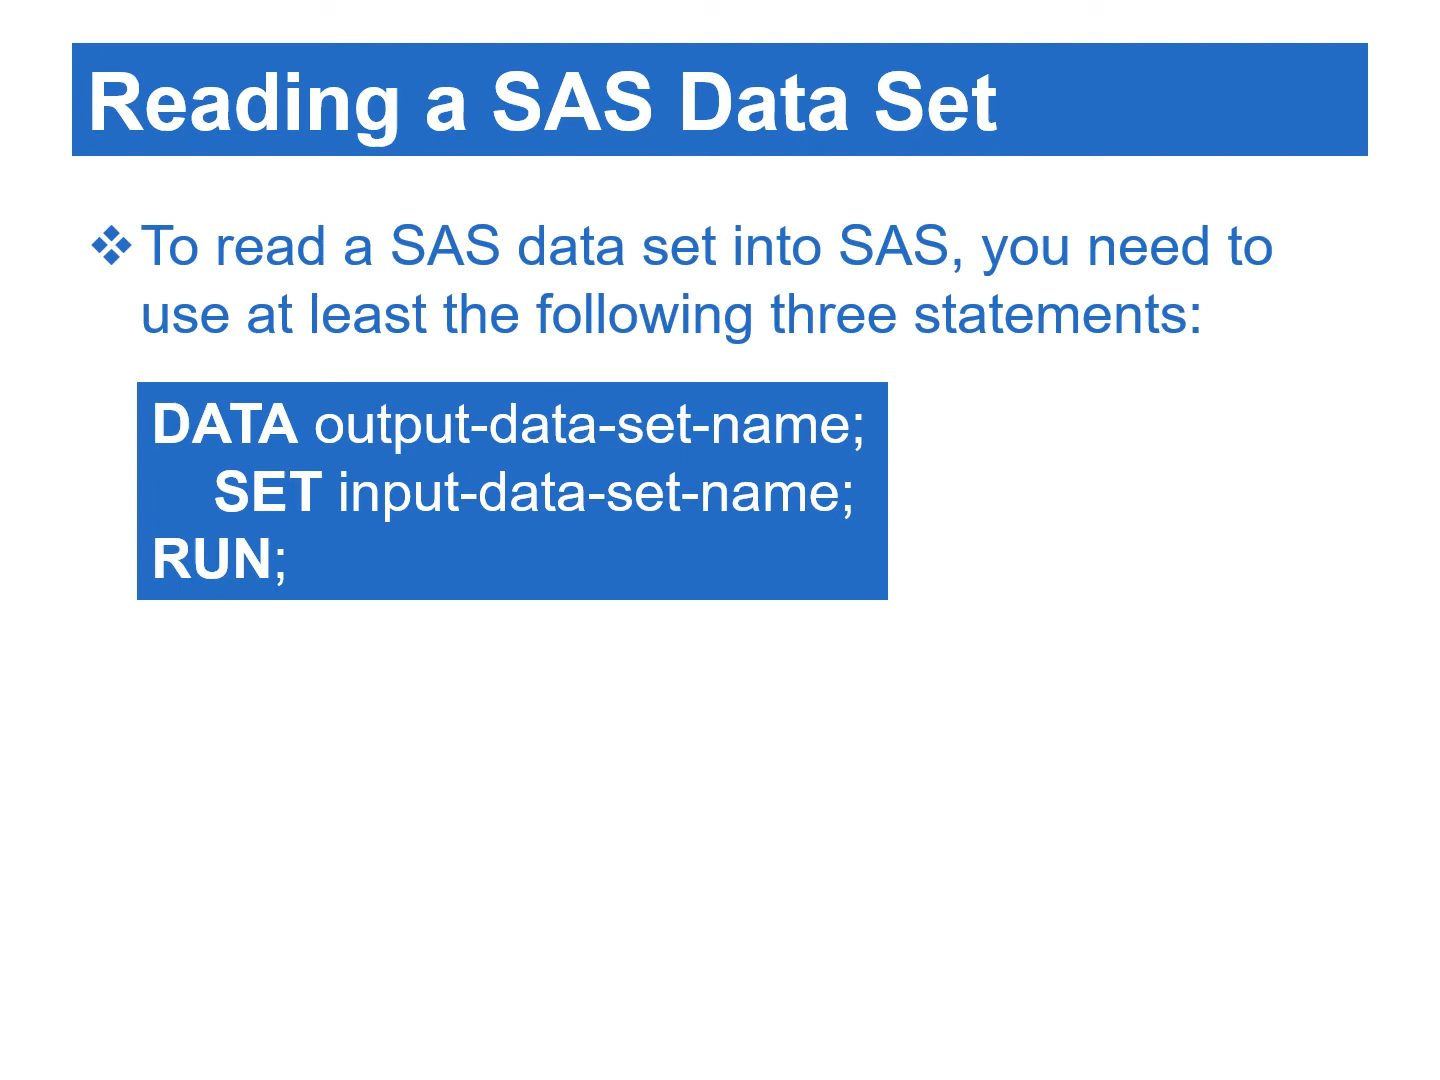 Reading a SAS Data Set
❖To read a SAS data set into SAS, you need to
use at least the following three statements:
DATA output-data-set-name;
SET input-data-set-name;
RUN;